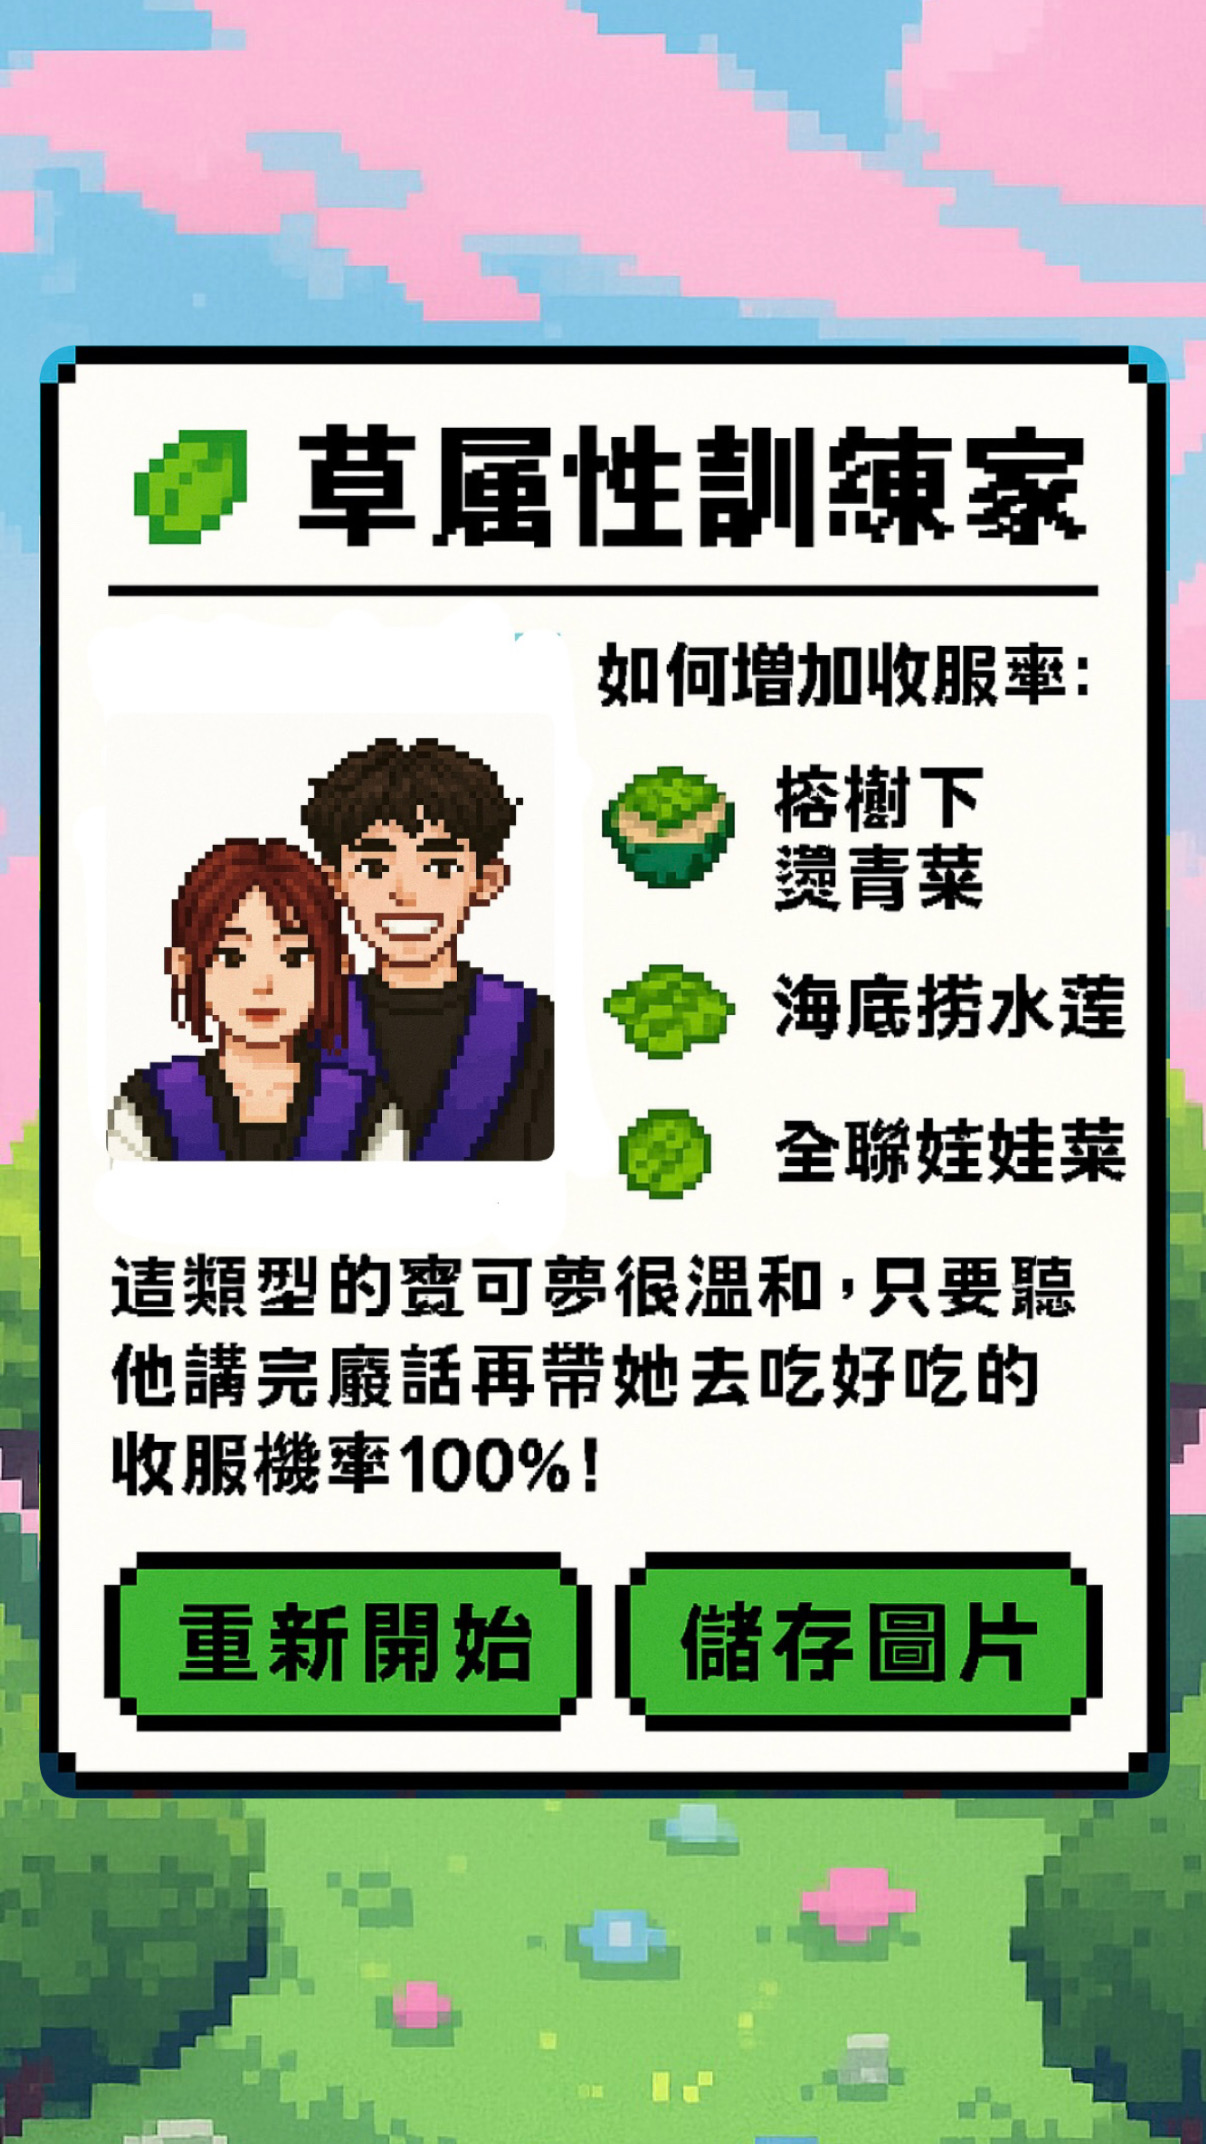 草属性訓練家
如何增加收服率:
榕樹下
燙青菜
海底撈水蓮
全聯娃娃菜
這類型的寶可夢很溫和,只要聽
他講完廢話再帶她去吃好吃的
收服機率100%!
重新開始
儲存圖片